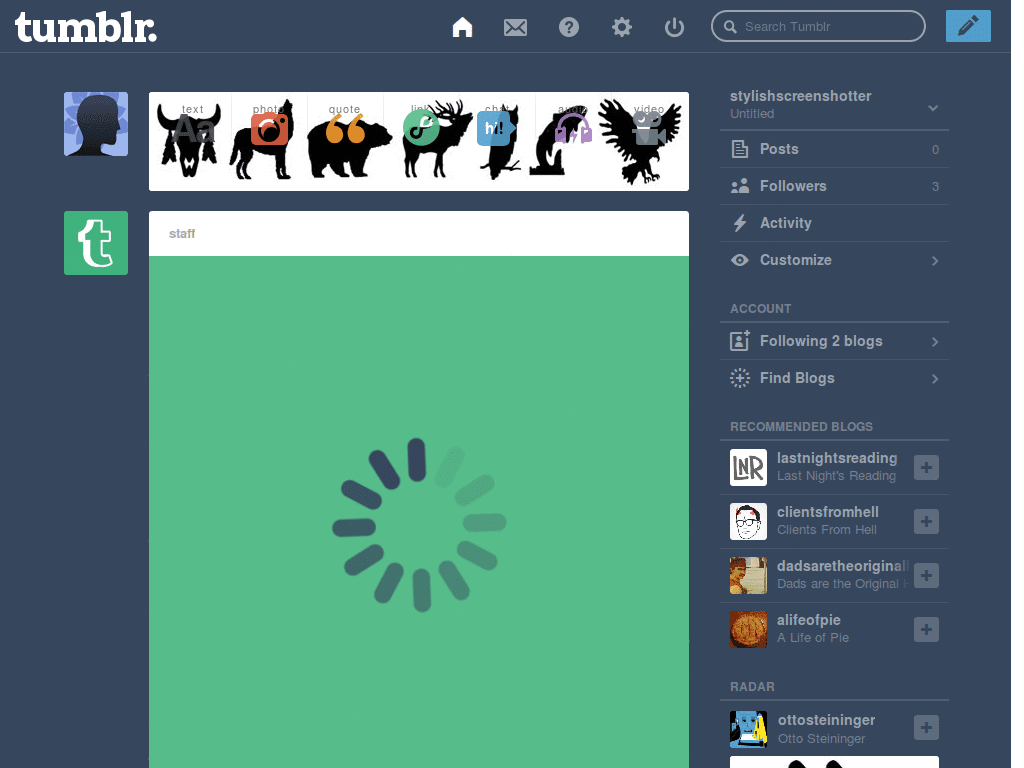 tumblr.
Search Tumblr
text photo quote link chat audio video
Aa hi!
staff
t
stylishscreenshotter
Untitled
Posts 0
Followers 3
Activity
Customize
ACCOUNT
Following 2 blogs
Find Blogs
RECOMMENDED BLOGS
LNR
lastnightsreading
Last Night's Reading
clientsfromhell
Clients From Hell
dadsaretheoriginal
Dads are the Original
alifeofpie
A Life of Pie
RADAR
ottosteininger
Otto Steininger